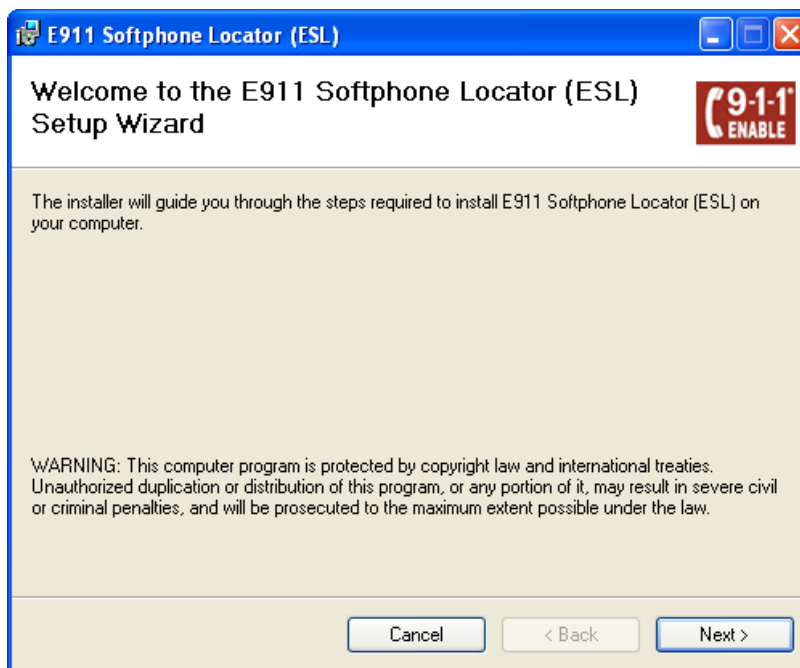 E911 Softphone Locator (ESL)
Welcome to the E911 Softphone Locator (ESL)
Setup Wizard
9-1-1®
ENABLE
The installer will guide you through the steps required to install E911 Softphone Locator (ESL) on
your computer.
WARNING: This computer program is protected by copyright law and international treaties.
Unauthorized duplication or distribution of this program, or any portion of it, may result in severe civil
or criminal penalties, and will be prosecuted to the maximum extent possible under the law.
Cancel
< Back
Next >